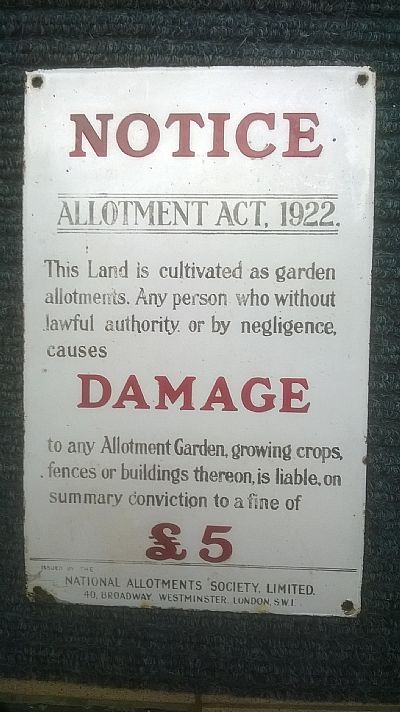 NOTICE
ALLOTMENT ACT, 1922.
This Land is cultivated as garden
allotments. Any person who without
lawful authority. or by negligence,
causes
DAMAGE
to any Allotment Garden, growing crops,
fences or buildings thereon, is liable, on
summary conviction to a fine of
£5
ISSUED BY THE
NATIONAL ALLOTMENTS SOCIETY, LIMITED.
40, BROADWAY. WESTMINSTER. LONDON, S.W.1.